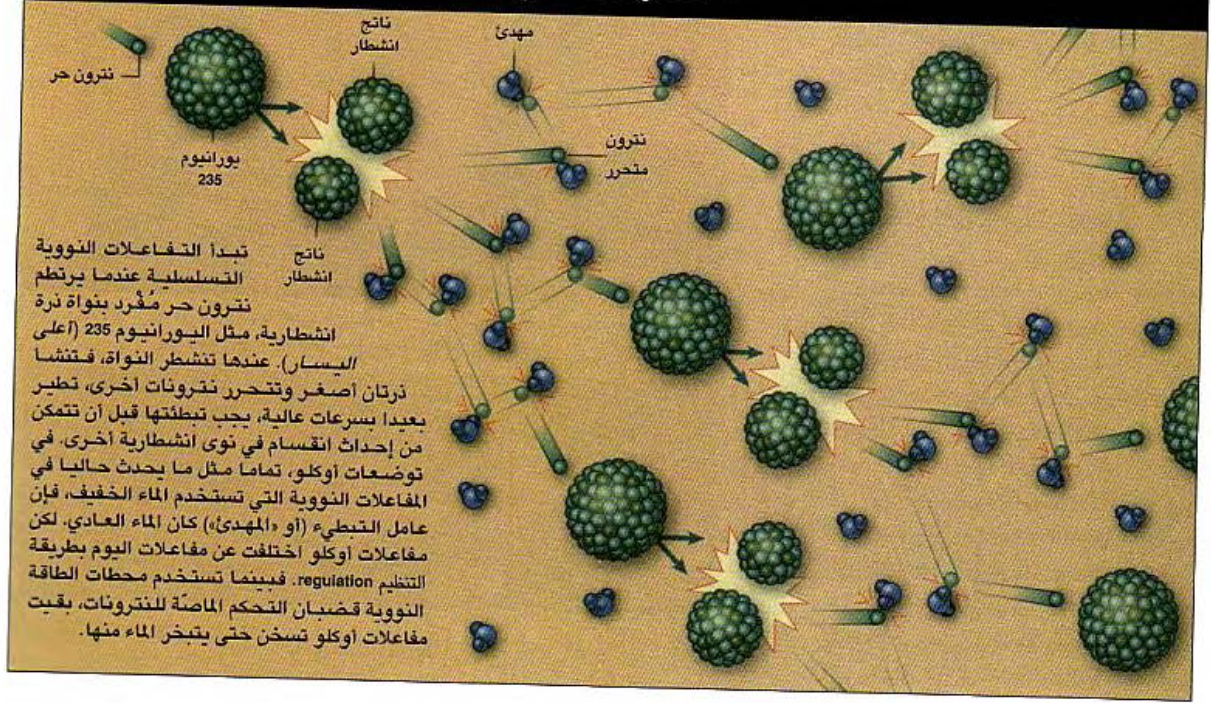 نترون حر
يورانيوم
235
ناتج
انشطار
ناتج
انشطار
مهدئ
نترون
متحرر
تبدأ التفاعلات النووية
التسلسلية عندما يرتطم
نترون حر مُفْرد بنواة ذرة
انشطارية، مثل اليورانيوم 235 (أعلى
اليسار). عندها تنشطر النواة، فتنشأ
ذرتان أصغر وتتحرر نترونات أخرى، تطير
بعيدا بسرعات عالية، يجب تبطئتها قبل أن تتمكن
من إحداث انقسام في نوى انشطارية أخرى. في
توضعات أوكلو، تماما مثل ما يحدث حاليا في
المفاعلات النووية التي تستخدم الماء الخفيف، فإن
عامل التبطيء (أو «المهدئ») كان الماء العادي. لكن
مفاعلات أوكلو اختلفت عن مفاعلات اليوم بطريقة
التنظيم regulation. فبينما تستخدم محطات الطاقة
النووية قضبان التحكم الماصّة للنترونات، بقيت
مفاعلات أوكلو تسخن حتى يتبخر الماء منها.